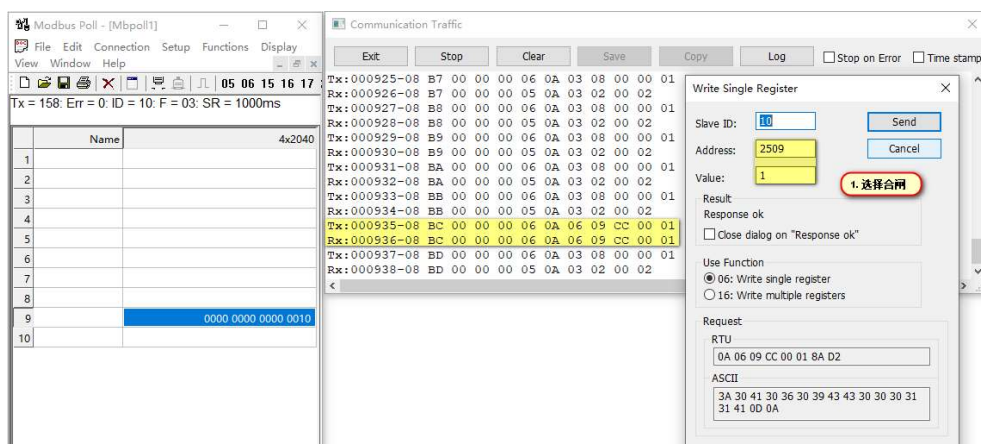 Modbus Poll - [Mbpoll1]
File Edit Connection Setup Functions Display
View Window Help
05 06 15 16 17
Tx = 158: Err = 0: ID = 10: F = 03: SR = 1000ms
Name 4x2040
1
2
3
4
5
6
7
8
9 0000 0000 0000 0010
10
Communication Traffic
Exit Stop Clear Save Copy Log Stop on Error Time stamp
Tx:000925-08 B7 00 00 00 06 0A 03 08 00 00 01
Rx:000926-08 B7 00 00 00 05 0A 03 02 00 02
Tx:000927-08 B8 00 00 00 06 0A 03 08 00 00 01
Rx:000928-08 B8 00 00 00 05 0A 03 02 00 02
Tx:000929-08 B9 00 00 00 06 0A 03 08 00 00 01
Rx:000930-08 B9 00 00 00 05 0A 03 02 00 02
Tx:000931-08 BA 00 00 00 06 0A 03 08 00 00 01
Rx:000932-08 BA 00 00 00 05 0A 03 02 00 02
Tx:000933-08 BB 00 00 00 06 0A 03 08 00 00 01
Rx:000934-08 BB 00 00 00 05 0A 03 02 00 02
Tx:000935-08 BC 00 00 00 06 0A 06 09 CC 00 01
Rx:000936-08 BC 00 00 00 06 0A 06 09 CC 00 01
Tx:000937-08 BD 00 00 00 06 0A 03 08 00 00 01
Rx:000938-08 BD 00 00 00 05 0A 03 02 00 02
Write Single Register
Slave ID: 10 Send
Address: 2509 Cancel
Value: 1
1. 选择合闸
Result
Response ok
Close dialog on "Response ok"
Use Function
06: Write single register
16: Write multiple registers
Request
RTU
0A 06 09 CC 00 01 8A D2
ASCII
3A 30 41 30 36 30 39 43 43 30 30 30 31
31 41 0D 0A